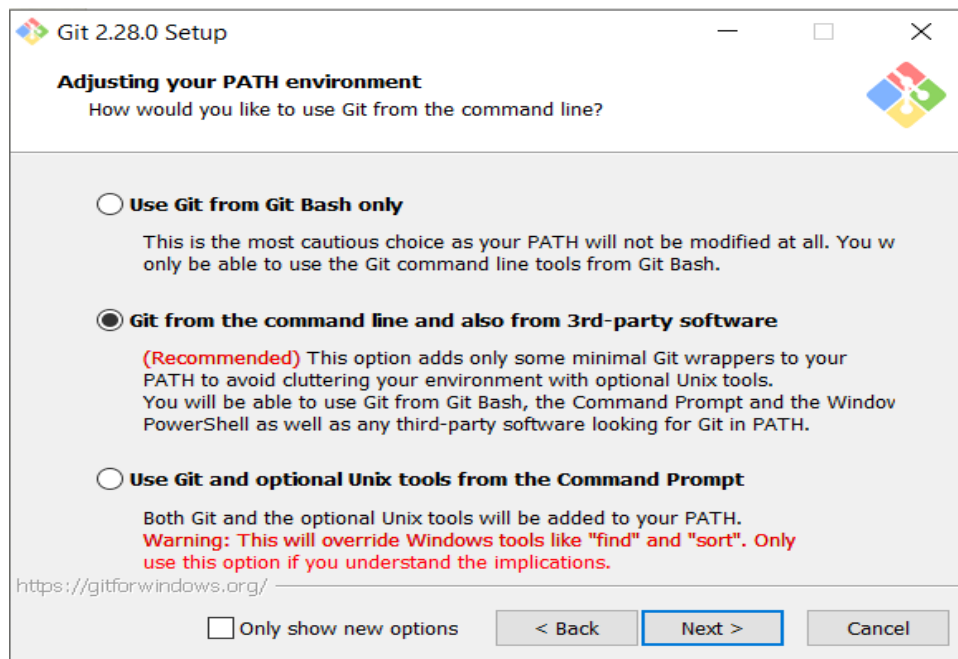 Git 2.28.0 Setup
Adjusting your PATH environment
How would you like to use Git from the command line?
Use Git from Git Bash only
This is the most cautious choice as your PATH will not be modified at all. You w
only be able to use the Git command line tools from Git Bash.
Git from the command line and also from 3rd-party software
(Recommended) This option adds only some minimal Git wrappers to your
PATH to avoid cluttering your environment with optional Unix tools.
You will be able to use Git from Git Bash, the Command Prompt and the Window
PowerShell as well as any third-party software looking for Git in PATH.
Use Git and optional Unix tools from the Command Prompt
Both Git and the optional Unix tools will be added to your PATH.
Warning: This will override Windows tools like "find" and "sort". Only
use this option if you understand the implications.
https://gitforwindows.org/
Only show new options
< Back
Next >
Cancel